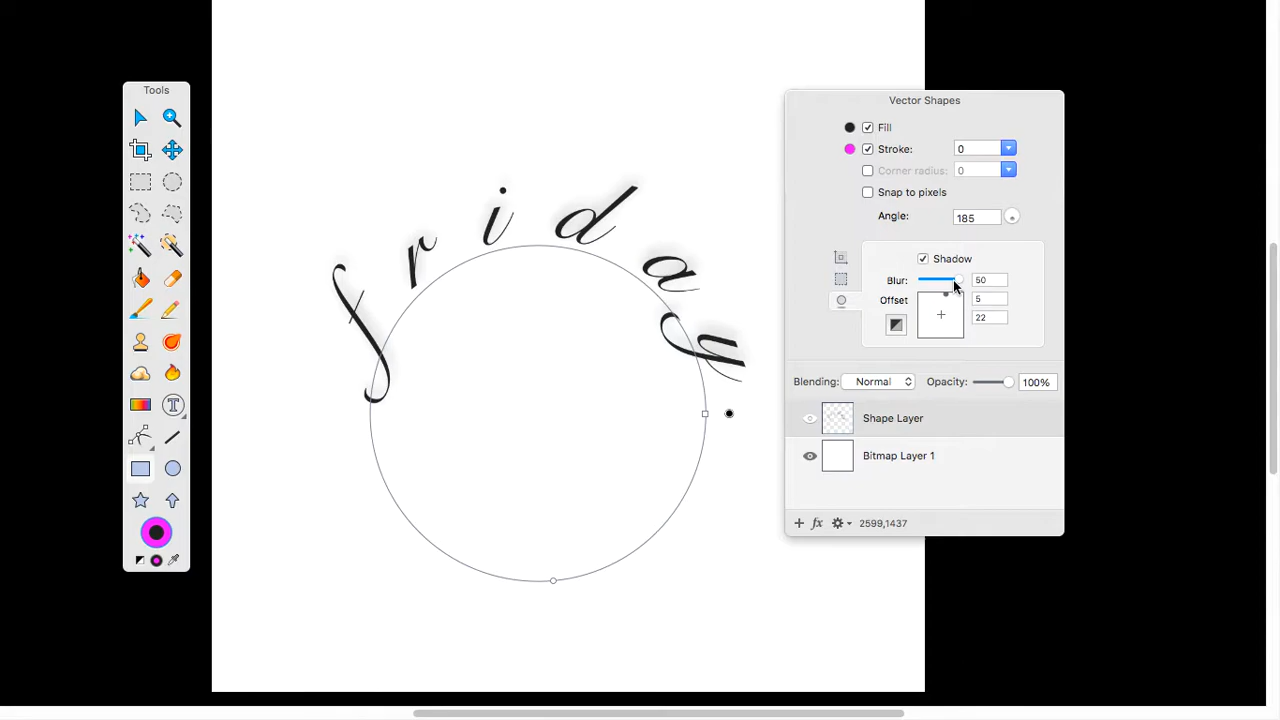 Tools
friday
Vector Shapes
Fill
Stroke: 0
Corner radius: 0
Snap to pixels
Angle: 185
Shadow
Blur: 50
Offset 5
22
Blending: Normal Opacity: 100%
Shape Layer
Bitmap Layer 1
fx 2599,1437
T